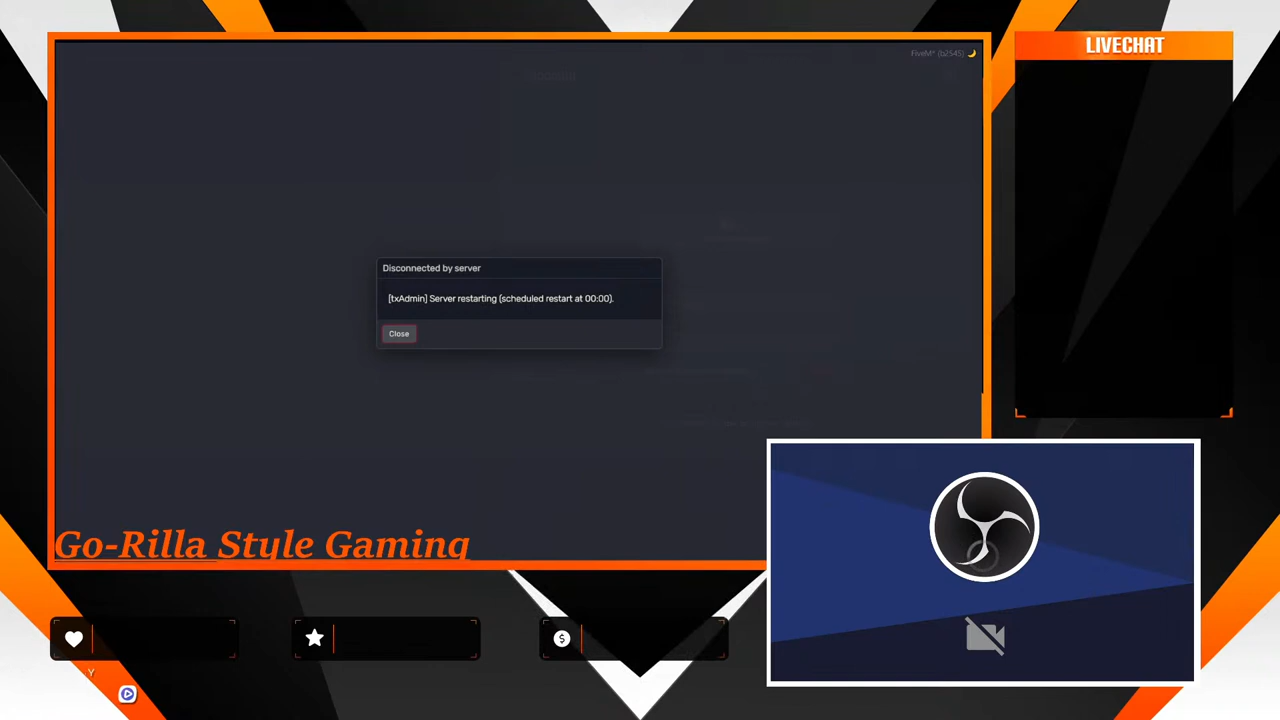 LIVECHAT
FiveM* (b2545)
Disconnected by server
[txAdmin] Server restarting (scheduled restart at 00:00).
Close
Go-Rilla Style Gaming
Y